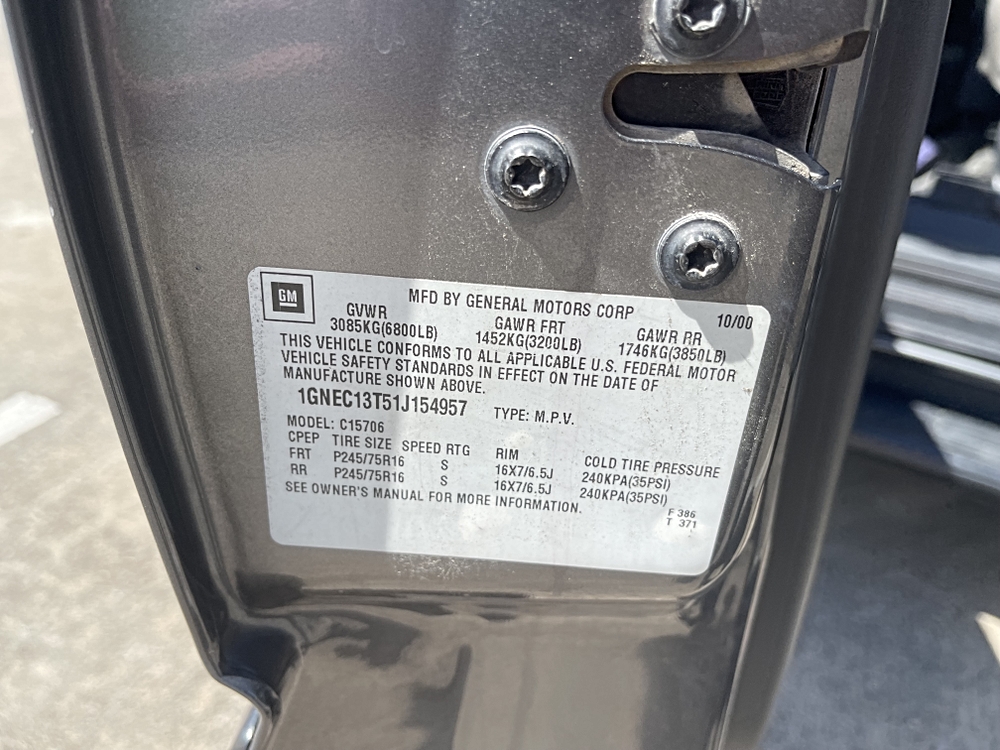 GM
MFD BY GENERAL MOTORS CORP 10/00
GVWR GAWR FRT GAWR RR
3085KG(6800LB) 1452KG(3200LB) 1746KG(3850LB)
THIS VEHICLE CONFORMS TO ALL APPLICABLE U.S. FEDERAL MOTOR
VEHICLE SAFETY STANDARDS IN EFFECT ON THE DATE OF
MANUFACTURE SHOWN ABOVE.
1GNEC13T51J154957 TYPE: M.P.V.
MODEL: C15706
CPEP TIRE SIZE SPEED RTG RIM COLD TIRE PRESSURE
FRT P245/75R16 S 16X7/6.5J 240KPA(35PSI)
RR P245/75R16 S 16X7/6.5J 240KPA(35PSI)
SEE OWNER'S MANUAL FOR MORE INFORMATION.
F 386
T 371